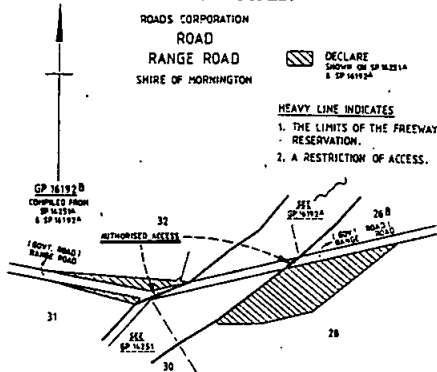 ROADS CORPORATION
ROAD
RANGE ROAD
SHIRE OF MORNINGTON
DECLARE
SHOWN ON SP 16251A
& SP 16192A
HEAVY LINE INDICATES
1. THE LIMITS OF THE FREEWAY
RESERVATION.
2. A RESTRICTION OF ACCESS.
GP 16192B
COMPILED FROM
SP 16251A
& SP 16192A
32
AUTHORISED ACCESS
SEE
GP 16192A
26B
(GOVT. ROAD)
RANGE ROAD
(GOVT. ROAD)
RANGE ROAD
31
SEE
GP 16251
30
26